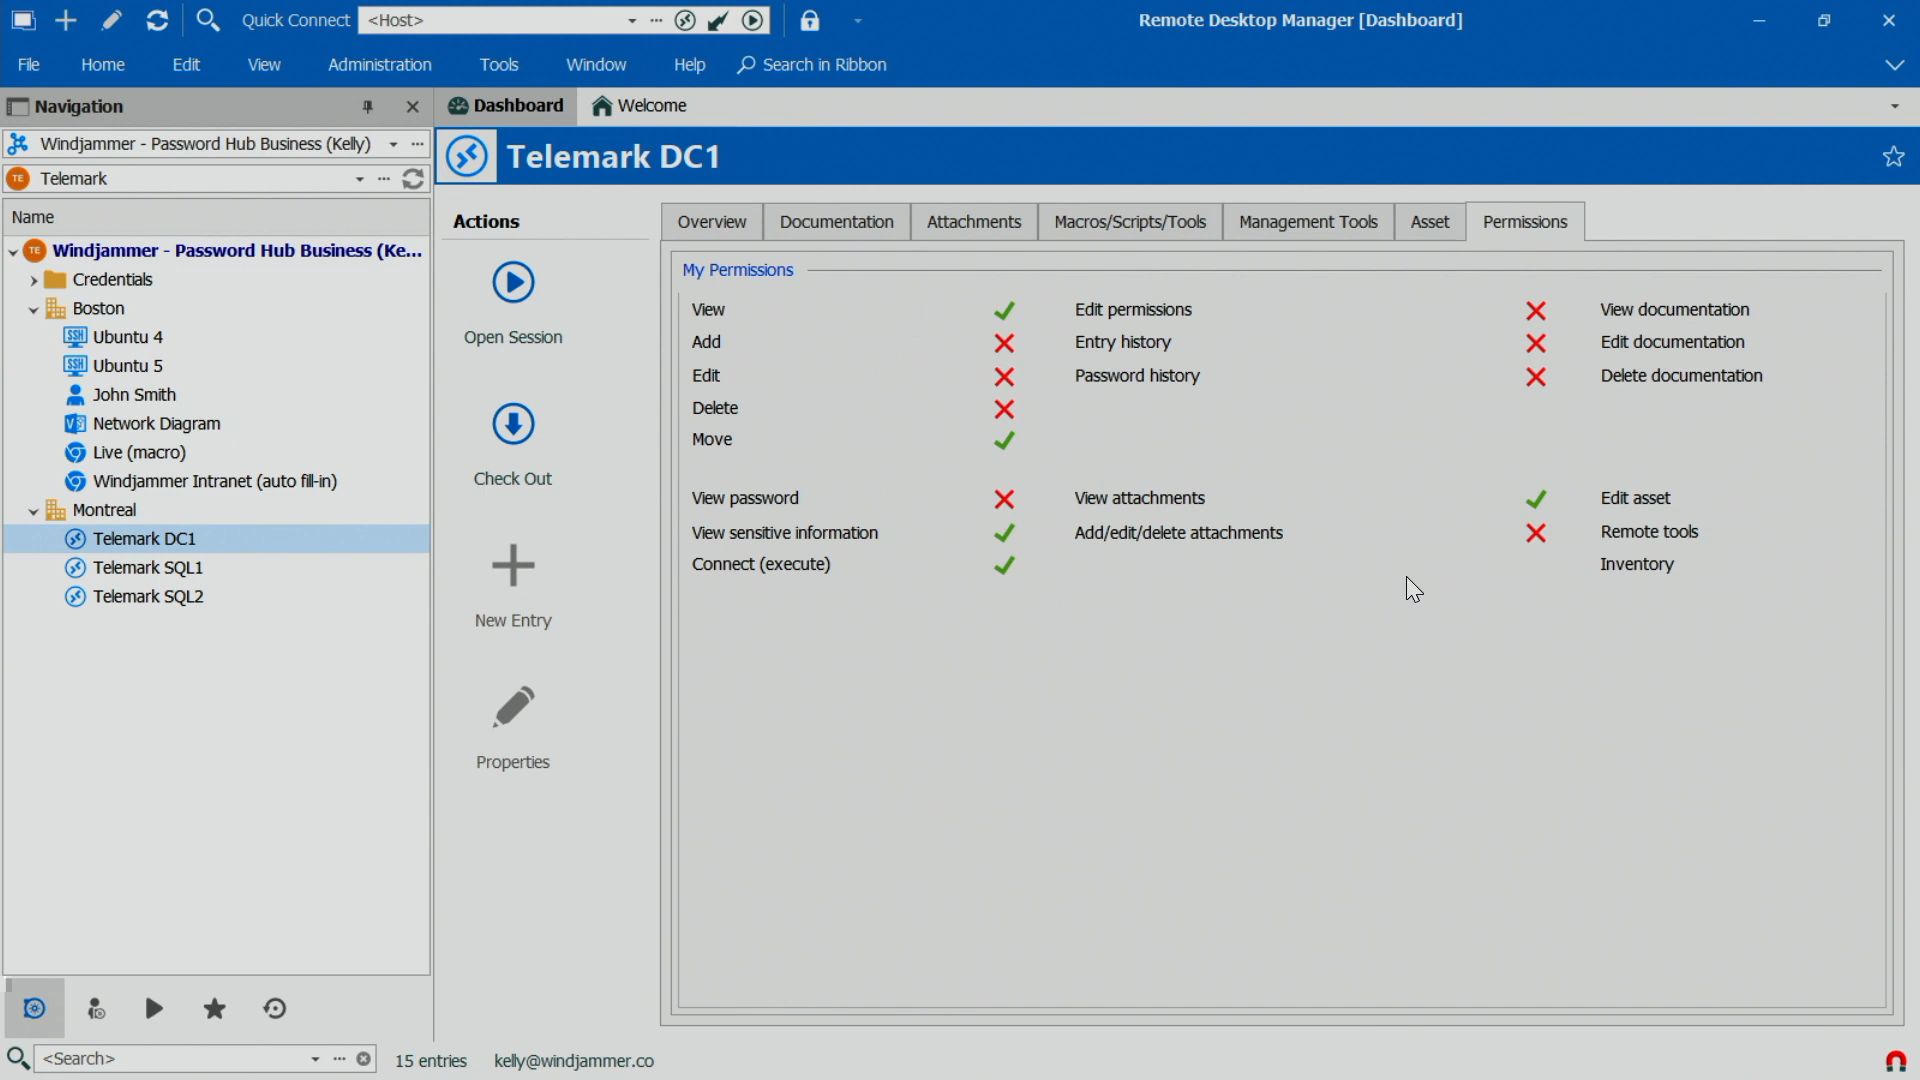 Quick Connect <Host> Remote Desktop Manager [Dashboard]
File Home Edit View Administration Tools Window Help Search in Ribbon
Navigation
Dashboard Welcome
Windjammer - Password Hub Business (Kelly)
TE Telemark
Telemark DC1
Name
Actions
Overview Documentation Attachments Macros/Scripts/Tools Management Tools Asset Permissions
TE Windjammer - Password Hub Business (Ke...
Credentials
Boston
SSH Ubuntu 4
SSH Ubuntu 5
John Smith
Network Diagram
Live (macro)
Windjammer Intranet (auto fill-in)
Montreal
Telemark DC1
Telemark SQL1
Telemark SQL2
Open Session
Check Out
New Entry
Properties
My Permissions
View Edit permissions View documentation
Add Entry history Edit documentation
Edit Password history Delete documentation
Delete
Move
View password View attachments Edit asset
View sensitive information Add/edit/delete attachments Remote tools
Connect (execute) Inventory
<Search> 15 entries kelly@windjammer.co